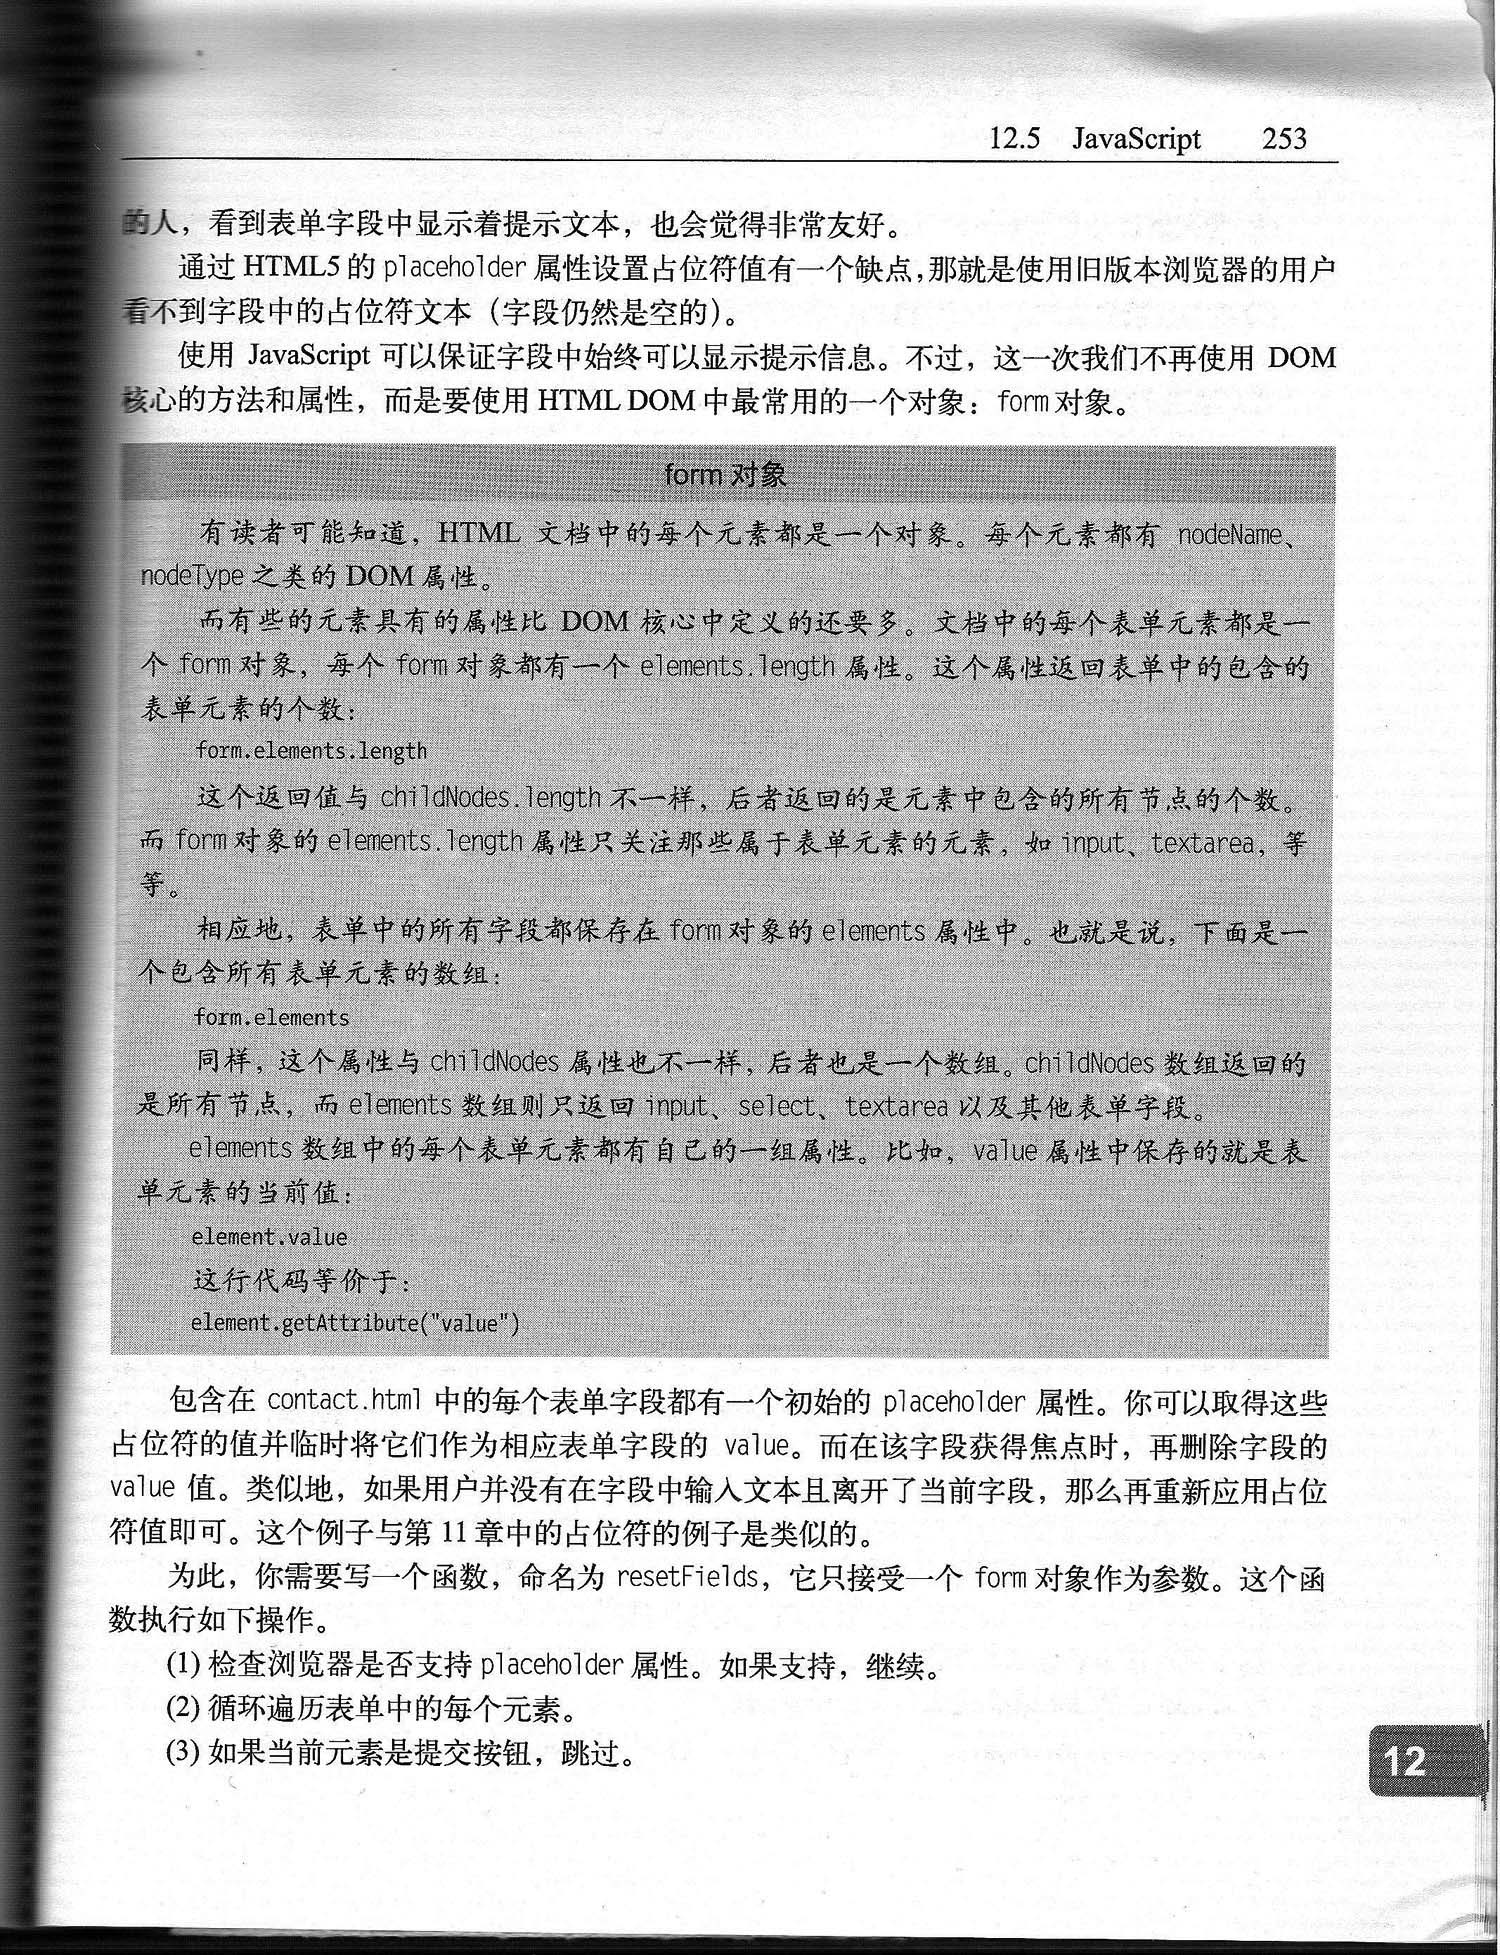 12.5 JavaScript 253
的人，看到表单字段中显示着提示文本，也会觉得非常友好。
通过 HTML5 的 placeholder 属性设置占位符值有一个缺点，那就是使用旧版本浏览器的用户
看不到字段中的占位符文本（字段仍然是空的）。
使用 JavaScript 可以保证字段中始终可以显示提示信息。不过，这一次我们不再使用 DOM
核心的方法和属性，而是要使用 HTML DOM 中最常用的一个对象：form 对象。
form 对象
有读者可能知道，HTML 文档中的每个元素都是一个对象。每个元素都有 nodeName、
nodeType 之类的 DOM 属性。
而有些的元素具有的属性比 DOM 核心中定义的还要多。文档中的每个表单元素都是一
个 form 对象，每个 form 对象都有一个 elements.length 属性。这个属性返回表单中的包含的
表单元素的个数：
form.elements.length
这个返回值与 childNodes.length 不一样，后者返回的是元素中包含的所有节点的个数。
而 form 对象的 elements.length 属性只关注那些属于表单元素的元素，如 input、textarea，等
等。
相应地，表单中的所有字段都保存在 form 对象的 elements 属性中。也就是说，下面是一
个包含所有表单元素的数组：
form.elements
同样，这个属性与 childNodes 属性也不一样，后者也是一个数组。childNodes 数组返回的
是所有节点，而 elements 数组则只返回 input、select、textarea 以及其他表单字段。
elements 数组中的每个表单元素都有自己的一组属性。比如，value 属性中保存的就是表
单元素的当前值：
element.value
这行代码等价于：
element.getAttribute("value")
包含在 contact.html 中的每个表单字段都有一个初始的 placeholder 属性。你可以取得这些
占位符的值并临时将它们作为相应表单字段的 value。而在该字段获得焦点时，再删除字段的
value 值。类似地，如果用户并没有在字段中输入文本且离开了当前字段，那么再重新应用占位
符值即可。这个例子与第 11 章中的占位符的例子是类似的。
为此，你需要写一个函数，命名为 resetFields，它只接受一个 form 对象作为参数。这个函
数执行如下操作。
(1) 检查浏览器是否支持 placeholder 属性。如果支持，继续。
(2) 循环遍历表单中的每个元素。
(3) 如果当前元素是提交按钮，跳过。
12